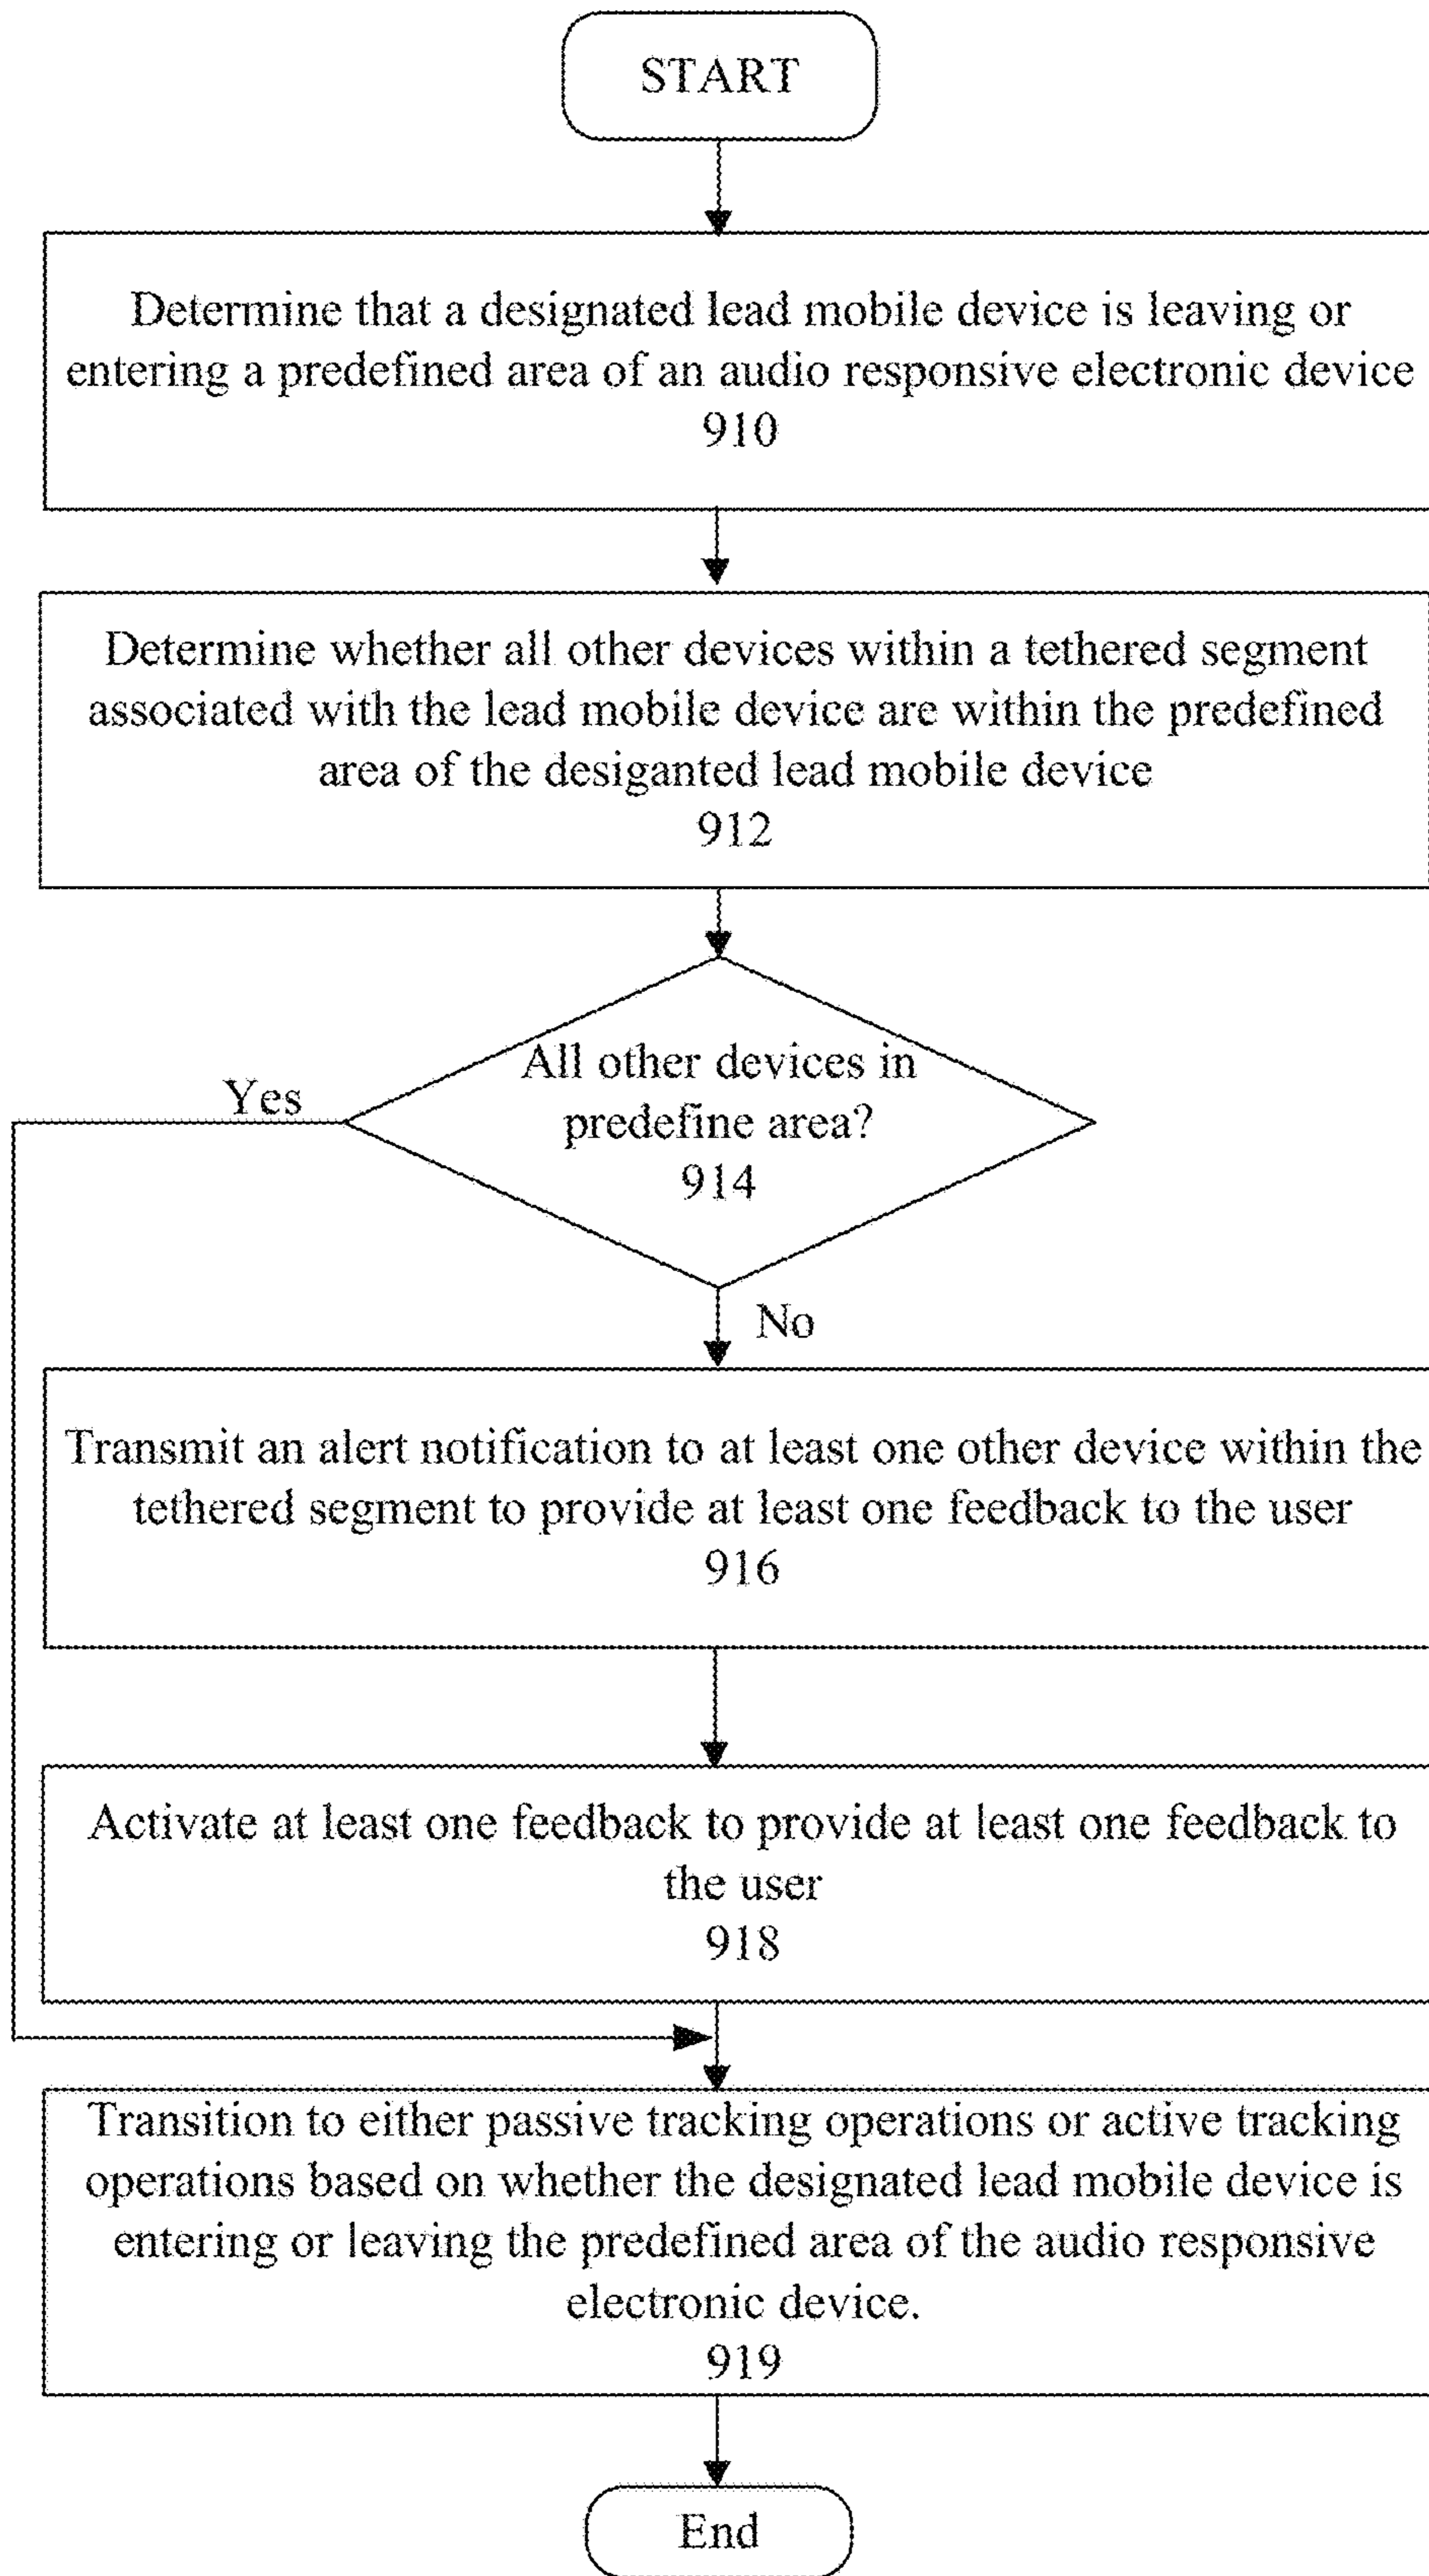 START
Determine that a designated lead mobile device is leaving or
entering a predefined area of an audio responsive electronic device
910
Determine whether all other devices within a tethered segment
associated with the lead mobile device are within the predefined
area of the desiganted lead mobile device
912
All other devices in
predefine area?
914
Yes
No
Transmit an alert notification to at least one other device within the
tethered segment to provide at least one feedback to the user
916
Activate at least one feedback to provide at least one feedback to
the user
918
Transition to either passive tracking operations or active tracking
operations based on whether the designated lead mobile device is
entering or leaving the predefined area of the audio responsive
electronic device.
919
End